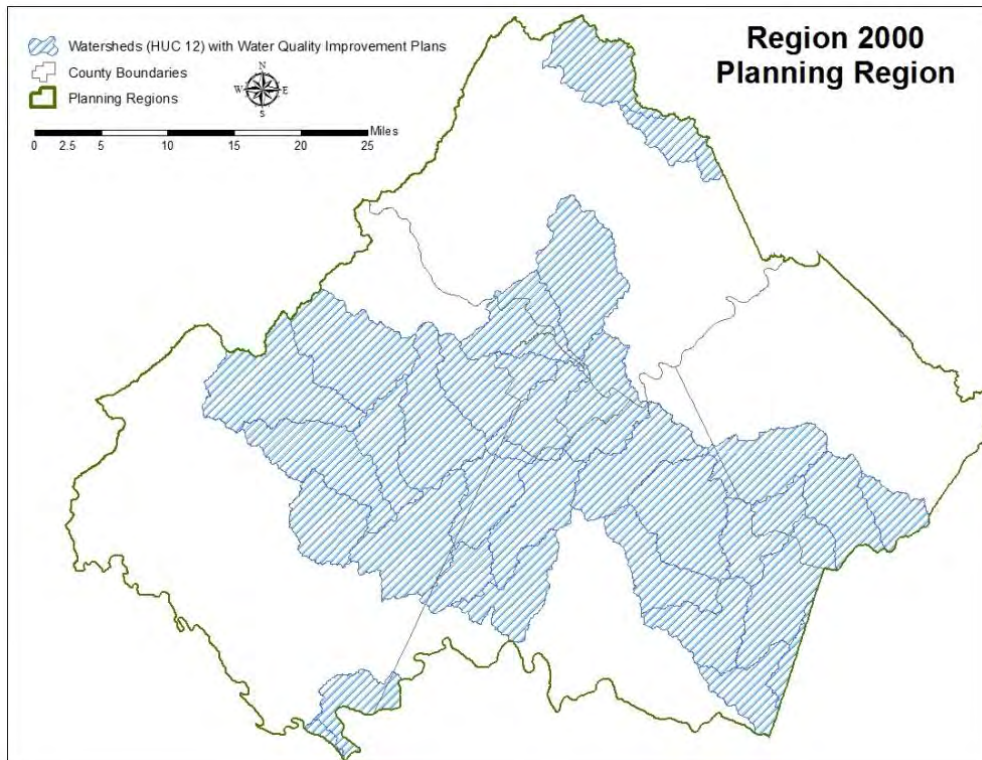 Region 2000
Planning Region
Watersheds (HUC 12) with Water Quality Improvement Plans
County Boundaries
Planning Regions
N
W E
S
Miles
0 2.5 5 10 15 20 25